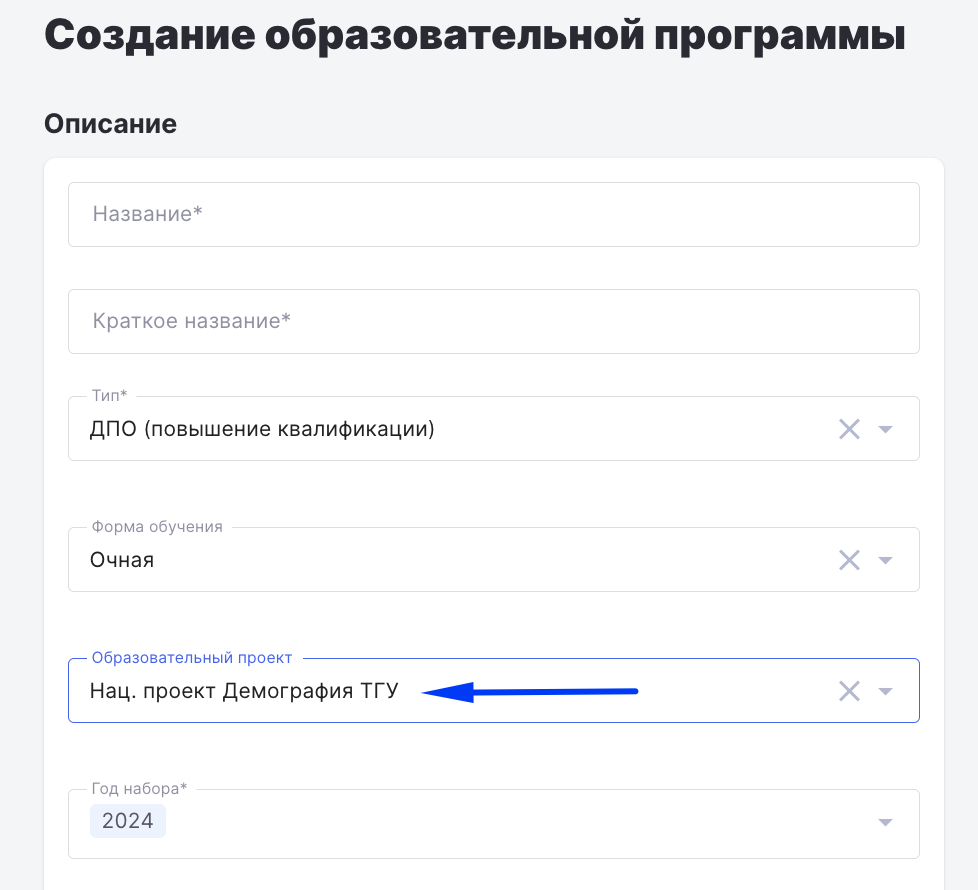 Создание образовательной программы
Описание
Название*
Краткое название*
Тип*
ДПО (повышение квалификации)
Форма обучения
Очная
Образовательный проект
Нац. проект Демография ТГУ
Год набора*
2024